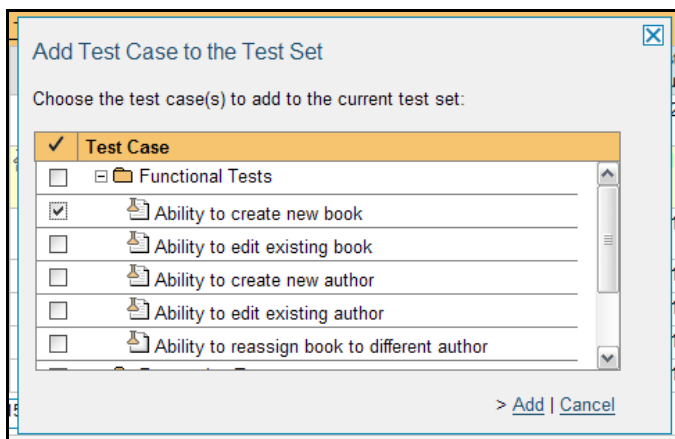 Add Test Case to the Test Set
Choose the test case(s) to add to the current test set:
Test Case
Functional Tests
Ability to create new book
Ability to edit existing book
Ability to create new author
Ability to edit existing author
Ability to reassign book to different author
> Add | Cancel